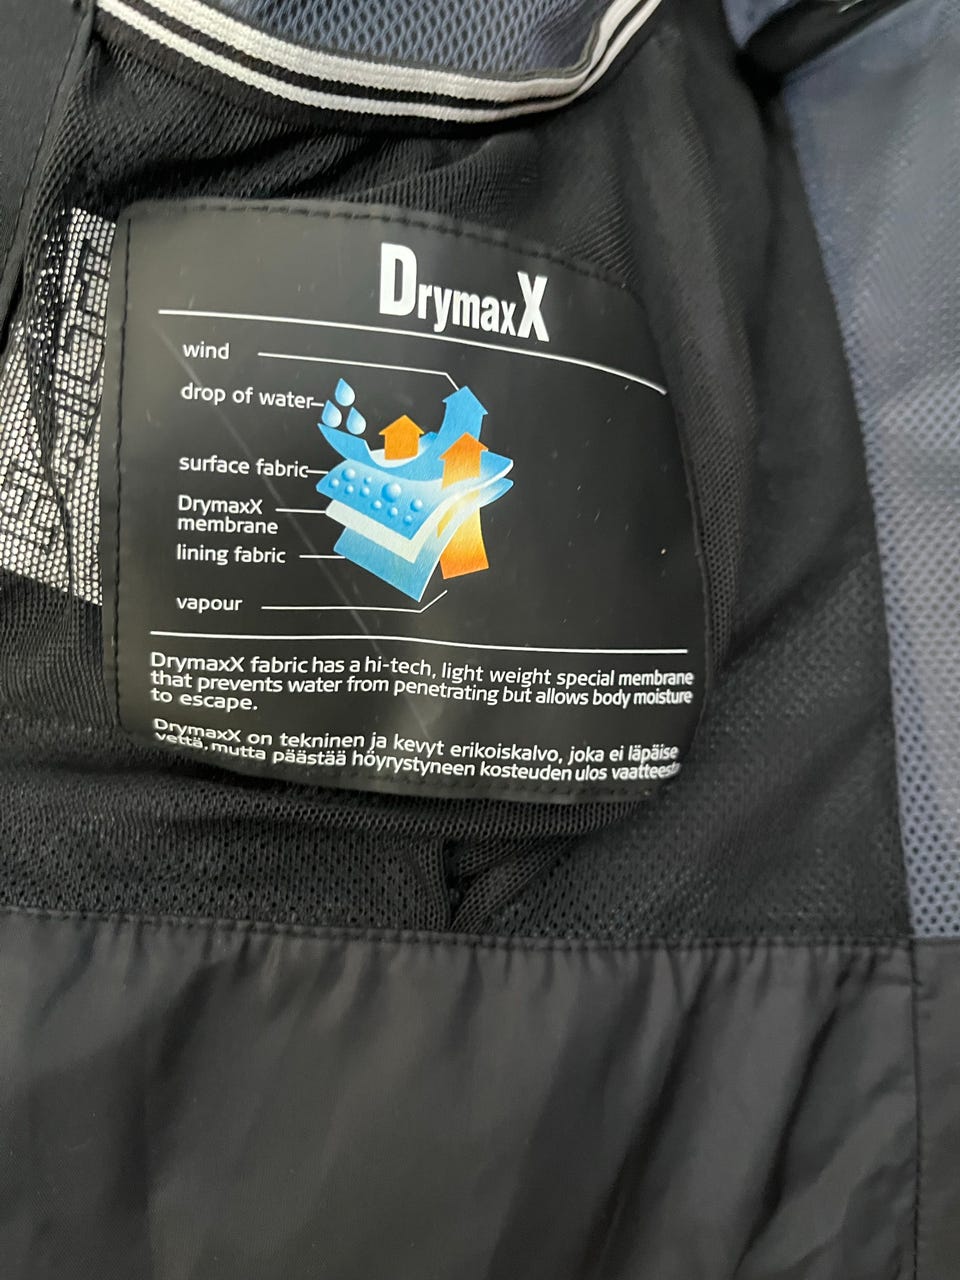 DrymaxX
wind
drop of water
surface fabric
DrymaxX
membrane
lining fabric
vapour
DrymaxX fabric has a hi-tech, light weight special membrane
that prevents water from penetrating but allows body moisture
to escape.
DrymaxX on tekninen ja kevyt erikoiskalvo, joka ei läpäise
vettä, mutta päästää höyrystyneen kosteuden ulos vaatteesta